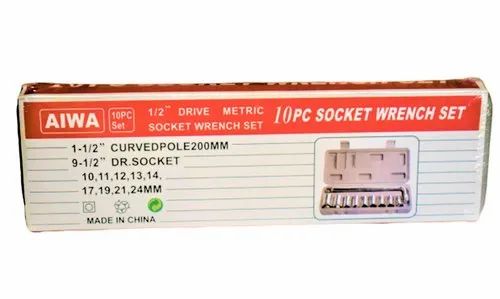 AIWA
10PC
Set
1/2" DRIVE METRIC
SOCKET WRENCH SET
10PC SOCKET WRENCH SET
1-1/2" CURVEDPOLE200MM
9-1/2" DR.SOCKET
10,11,12,13,14,
17,19,21,24MM
MADE IN CHINA